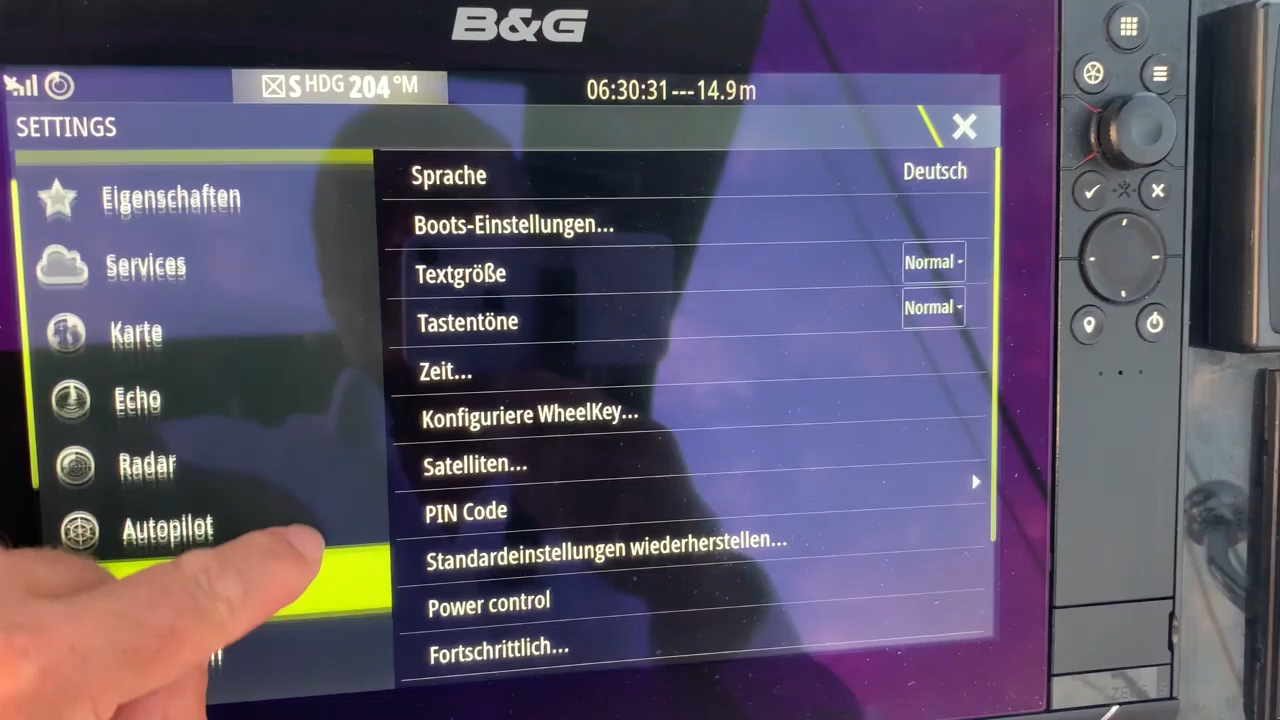 B&G
S HDG 204 °M
06:30:31---14.9m
SETTINGS
Eigenschaften
Services
Karte
Echo
Radar
Autopilot
Sprache Deutsch
Boots-Einstellungen...
Textgröße Normal
Tastentöne Normal
Zeit...
Konfiguriere WheelKey...
Satelliten...
PIN Code
Standardeinstellungen wiederherstellen...
Power control
Fortschrittlich...